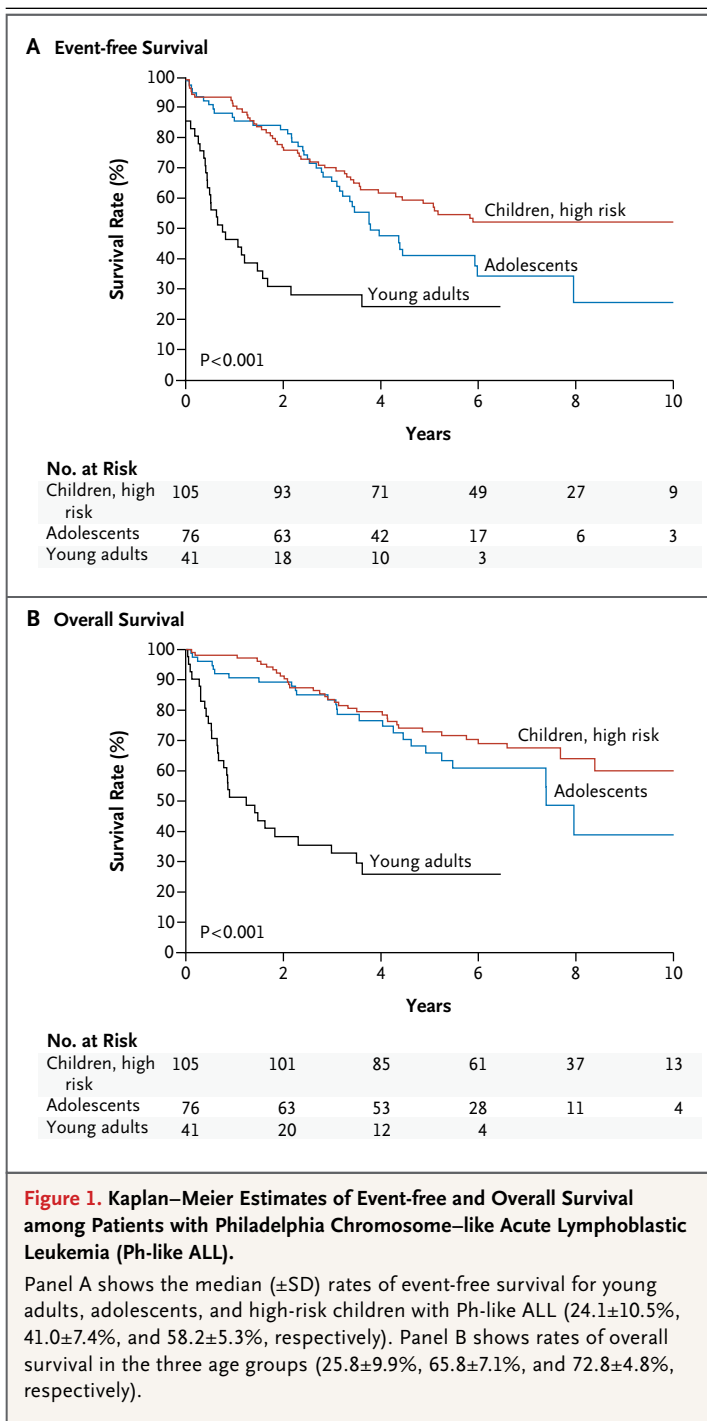 A Event-free Survival
100
90
80
70
60
50
40
30
20
10
0
Survival Rate (%)
Children, high risk
Adolescents
Young adults
P<0.001
0 2 4 6 8 10
Years
No. at Risk
Children, high 105 93 71 49 27 9
risk
Adolescents 76 63 42 17 6 3
Young adults 41 18 10 3
B Overall Survival
100
90
80
70
60
50
40
30
20
10
0
Survival Rate (%)
Children, high risk
Adolescents
Young adults
P<0.001
0 2 4 6 8 10
Years
No. at Risk
Children, high 105 101 85 61 37 13
risk
Adolescents 76 63 53 28 11 4
Young adults 41 20 12 4
Figure 1. Kaplan–Meier Estimates of Event-free and Overall Survival
among Patients with Philadelphia Chromosome–like Acute Lymphoblastic
Leukemia (Ph-like ALL).
Panel A shows the median (±SD) rates of event-free survival for young
adults, adolescents, and high-risk children with Ph-like ALL (24.1±10.5%,
41.0±7.4%, and 58.2±5.3%, respectively). Panel B shows rates of overall
survival in the three age groups (25.8±9.9%, 65.8±7.1%, and 72.8±4.8%,
respectively).